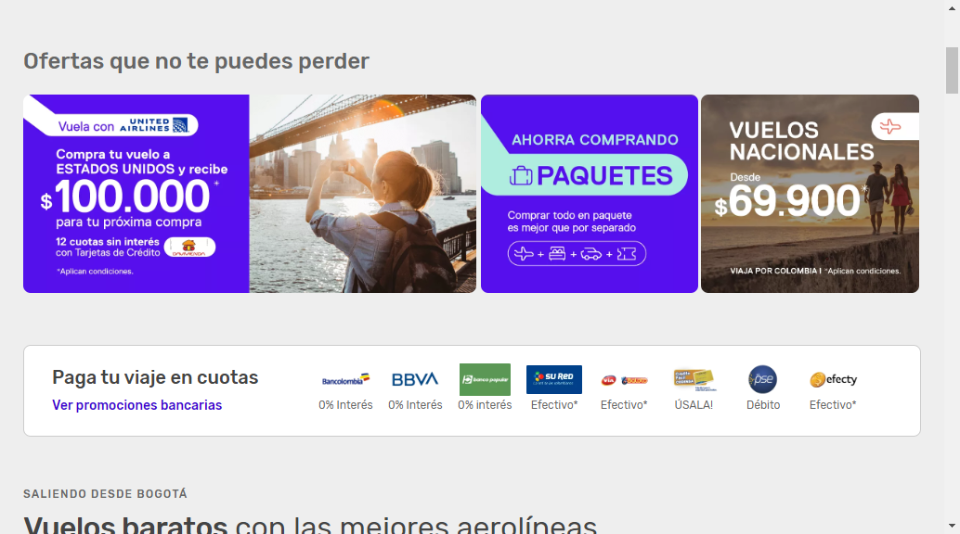 Ofertas que no te puedes perder
Vuela con UNITED AIRLINES
Compra tu vuelo a
ESTADOS UNIDOS y recibe
$100.000*
para tu próxima compra
12 cuotas sin interés
con Tarjetas de Crédito DAVIVIENDA
*Aplican condiciones.
AHORRA COMPRANDO
PAQUETES
Comprar todo en paquete
es mejor que por separado
+ + +
VUELOS
NACIONALES
Desde
$69.900*
VIAJA POR COLOMBIA I *Aplican condiciones.
Paga tu viaje en cuotas
Ver promociones bancarias
Bancolombia
0% Interés
BBVA
0% Interés
banco popular
0% interés
SU RED
Efectivo*
Efectivo*
ÚSALA!
pse
Débito
efecty
Efectivo*
SALIENDO DESDE BOGOTÁ
Vuelos baratos con las mejores aerolíneas